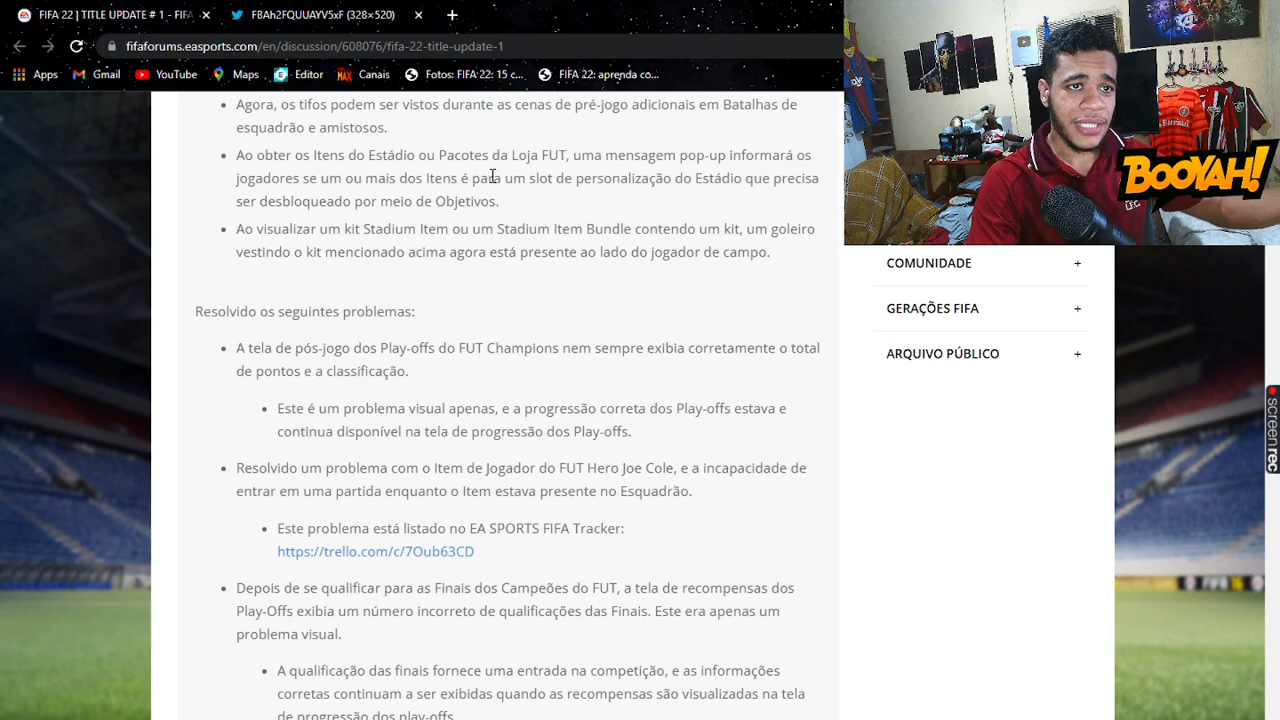 FIFA 22 | TITLE UPDATE # 1 - FIFA
FBAh2FQUUAYV5xF (328×520)
fifaforums.easports.com/en/discussion/608076/fifa-22-title-update-1
Apps
Gmail
YouTube
Maps
Editor
Canais
Fotos: FIFA 22: 15 c...
FIFA 22: aprenda co...
Agora, os tifos podem ser vistos durante as cenas de pré-jogo adicionais em Batalhas de
esquadrão e amistosos.
Ao obter os Itens do Estádio ou Pacotes da Loja FUT, uma mensagem pop-up informará os
jogadores se um ou mais dos Itens é para um slot de personalização do Estádio que precisa
ser desbloqueado por meio de Objetivos.
Ao visualizar um kit Stadium Item ou um Stadium Item Bundle contendo um kit, um goleiro
vestindo o kit mencionado acima agora está presente ao lado do jogador de campo.
Resolvido os seguintes problemas:
A tela de pós-jogo dos Play-offs do FUT Champions nem sempre exibia corretamente o total
de pontos e a classificação.
Este é um problema visual apenas, e a progressão correta dos Play-offs estava e
continua disponível na tela de progressão dos Play-offs.
Resolvido um problema com o Item de Jogador do FUT Hero Joe Cole, e a incapacidade de
entrar em uma partida enquanto o Item estava presente no Esquadrão.
Este problema está listado no EA SPORTS FIFA Tracker:
https://trello.com/c/7Oub63CD
Depois de se qualificar para as Finais dos Campeões do FUT, a tela de recompensas dos
Play-Offs exibia um número incorreto de qualificações das Finais. Este era apenas um
problema visual.
A qualificação das finais fornece uma entrada na competição, e as informações
corretas continuam a ser exibidas quando as recompensas são visualizadas na tela
de progressão dos play-offs.
BOOYAH!
COMUNIDADE +
GERAÇÕES FIFA +
ARQUIVO PÚBLICO +
screenrec